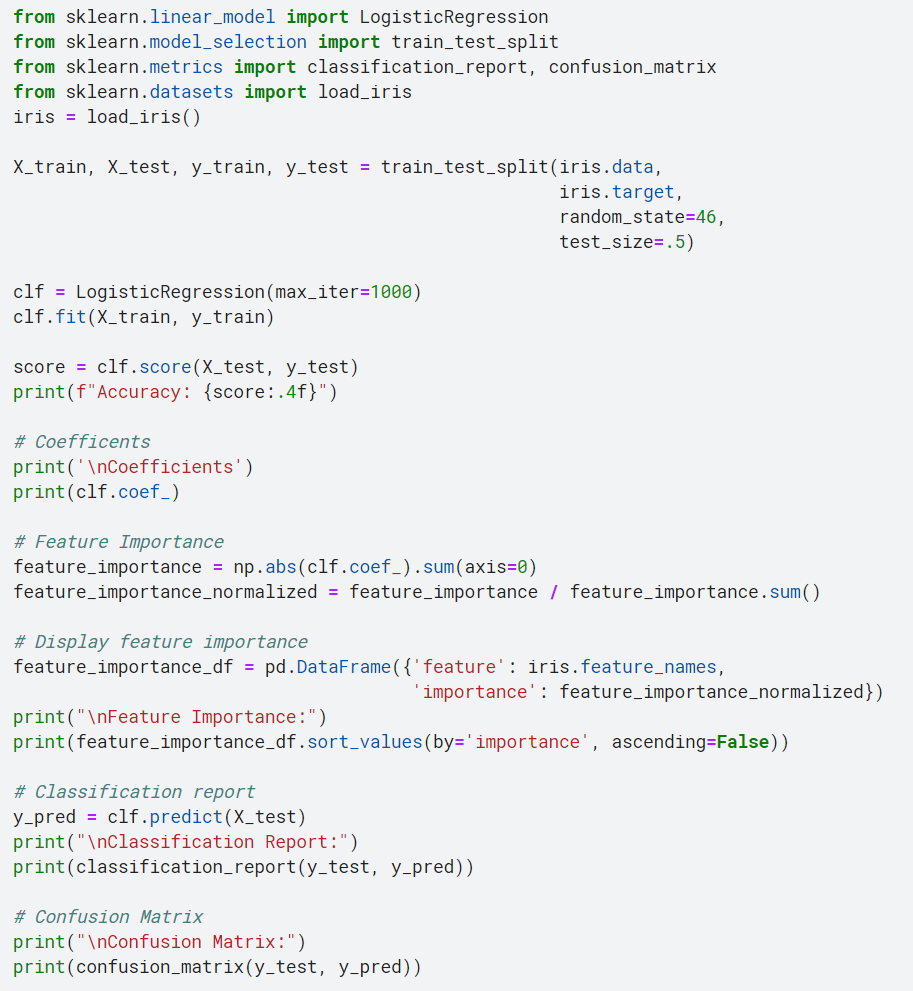 from sklearn.linear_model import LogisticRegression
from sklearn.model_selection import train_test_split
from sklearn.metrics import classification_report, confusion_matrix
from sklearn.datasets import load_iris
iris = load_iris()

X_train, X_test, y_train, y_test = train_test_split(iris.data,
                                                    iris.target,
                                                    random_state=46,
                                                    test_size=.5)

clf = LogisticRegression(max_iter=1000)
clf.fit(X_train, y_train)

score = clf.score(X_test, y_test)
print(f"Accuracy: {score:.4f}")

# Coefficents
print('\nCoefficients')
print(clf.coef_)

# Feature Importance
feature_importance = np.abs(clf.coef_).sum(axis=0)
feature_importance_normalized = feature_importance / feature_importance.sum()

# Display feature importance
feature_importance_df = pd.DataFrame({'feature': iris.feature_names,
                                      'importance': feature_importance_normalized})
print("\nFeature Importance:")
print(feature_importance_df.sort_values(by='importance', ascending=False))

# Classification report
y_pred = clf.predict(X_test)
print("\nClassification Report:")
print(classification_report(y_test, y_pred))

# Confusion Matrix
print("\nConfusion Matrix:")
print(confusion_matrix(y_test, y_pred))